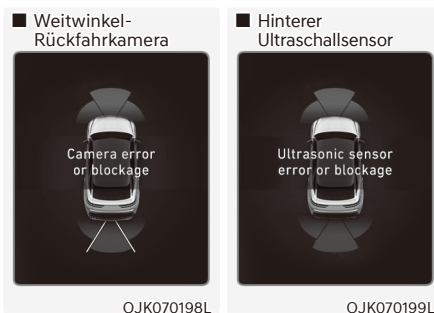 ■ Weitwinkel-
Rückfahrkamera
Camera error
or blockage
OJK070198L
■ Hinterer
Ultraschallsensor
Ultrasonic sensor
error or blockage
OJK070199L